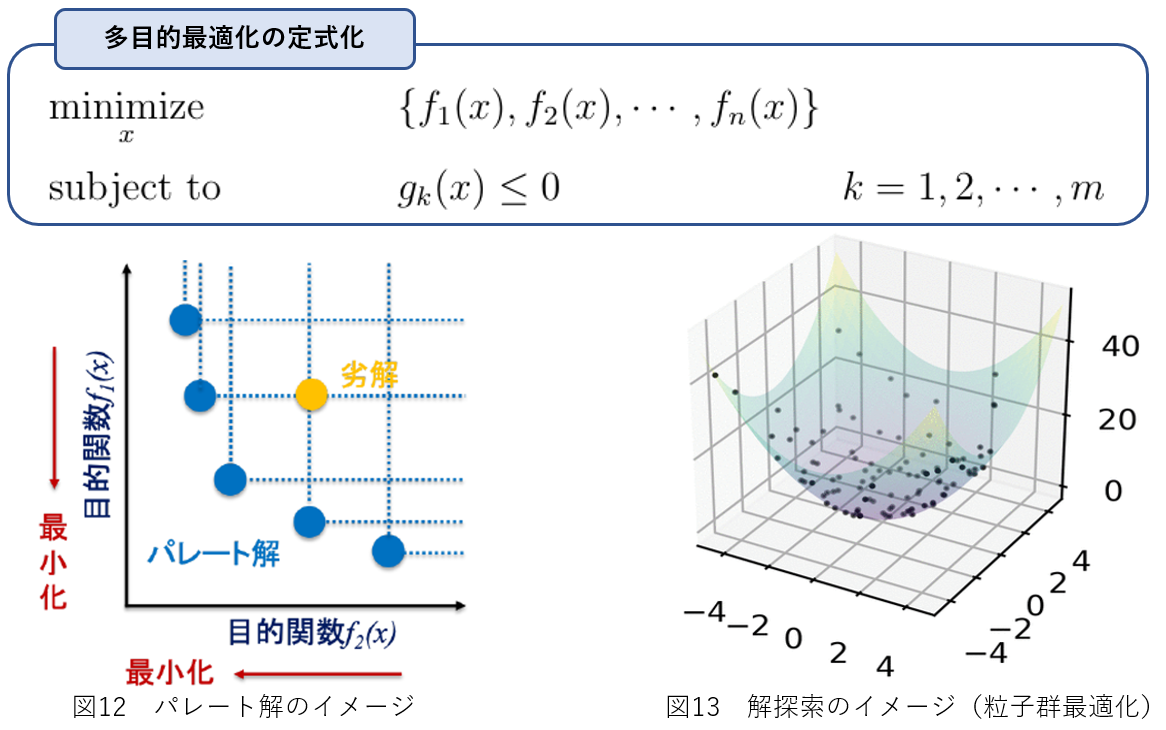 多目的最適化の定式化
minimize {f₁(x), f₂(x), ⋯ , fₙ(x)}
x
subject to gₖ(x) ≤ 0 k = 1, 2, ⋯ , m
劣解
パレート解
目的関数f₁(x)
最小化
目的関数f₂(x)
最小化
40
20
0
−4
−2
0
2
4
−4
−2
0
2
4
図12 パレート解のイメージ
図13 解探索のイメージ（粒子群最適化）